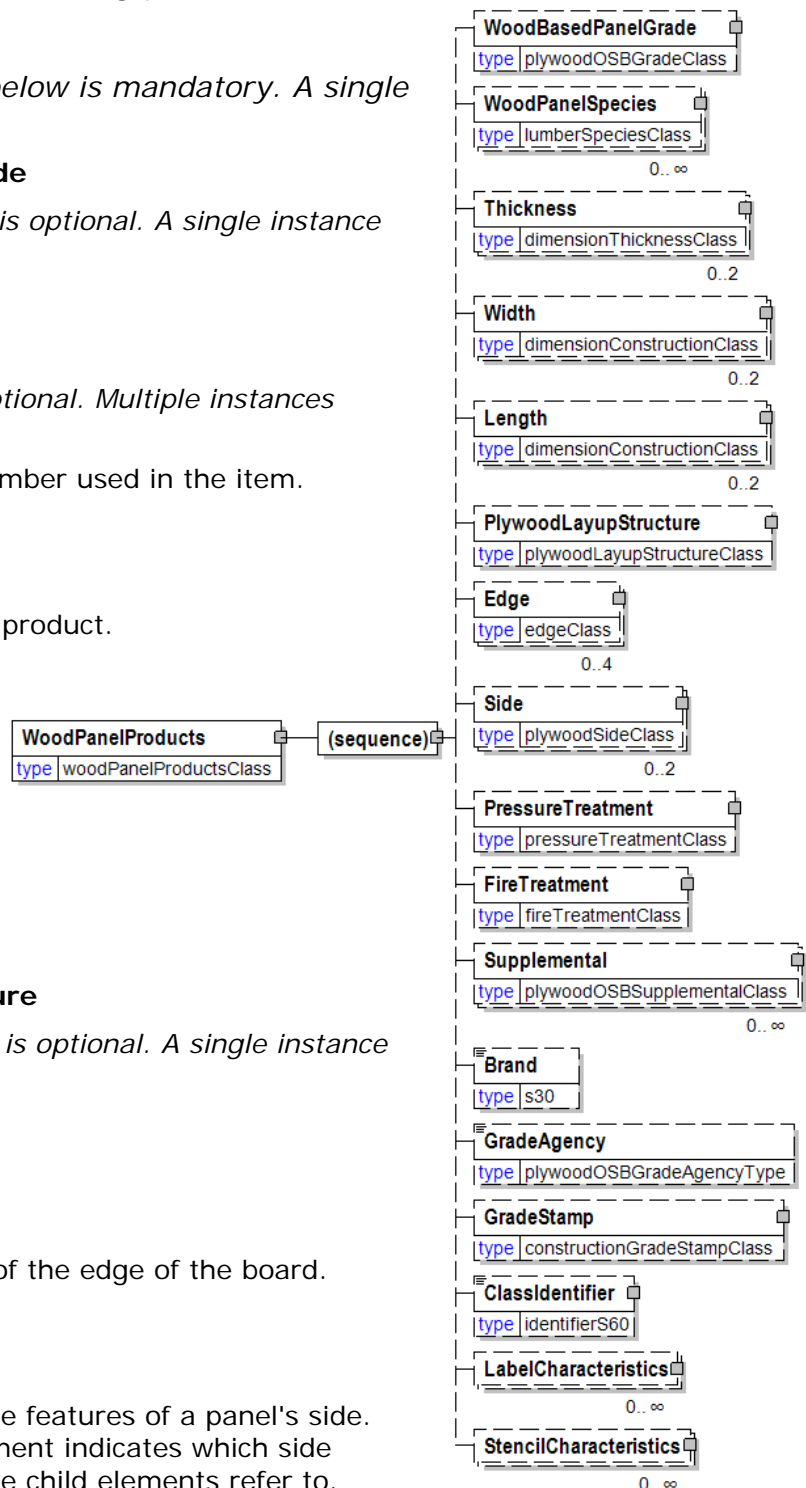 below is mandatory. A single
de
is optional. A single instance
otional. Multiple instances
mber used in the item.
product.
ure
is optional. A single instance
of the edge of the board.
e features of a panel's side.
ment indicates which side
e child elements refer to.
WoodPanelProducts
type woodPanelProductsClass
(sequence)
WoodBasedPanelGrade
type plywoodOSBGradeClass
WoodPanelSpecies
type lumberSpeciesClass
0.. ∞
Thickness
type dimensionThicknessClass
0..2
Width
type dimensionConstructionClass
0..2
Length
type dimensionConstructionClass
0..2
PlywoodLayupStructure
type plywoodLayupStructureClass
Edge
type edgeClass
0..4
Side
type plywoodSideClass
0..2
PressureTreatment
type pressureTreatmentClass
FireTreatment
type fireTreatmentClass
Supplemental
type plywoodOSBSupplementalClass
0.. ∞
Brand
type s30
GradeAgency
type plywoodOSBGradeAgencyType
GradeStamp
type constructionGradeStampClass
ClassIdentifier
type identifierS60
LabelCharacteristics
0.. ∞
StencilCharacteristics
0.. ∞